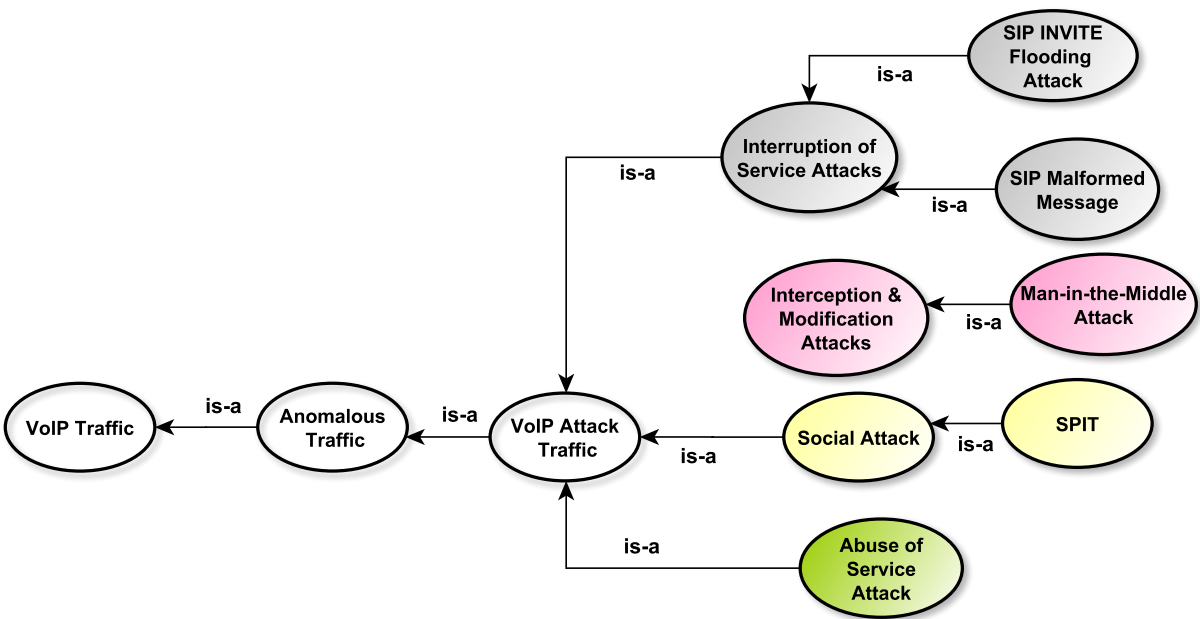 SIP INVITE
Flooding
Attack
is-a
Interruption of
Service Attacks
is-a
SIP Malformed
Message
is-a
Interception &
Modification
Attacks
Man-in-the-Middle
Attack
is-a
VoIP Traffic
is-a
Anomalous
Traffic
is-a
VoIP Attack
Traffic
is-a
Social Attack
is-a
SPIT
is-a
Abuse of
Service
Attack